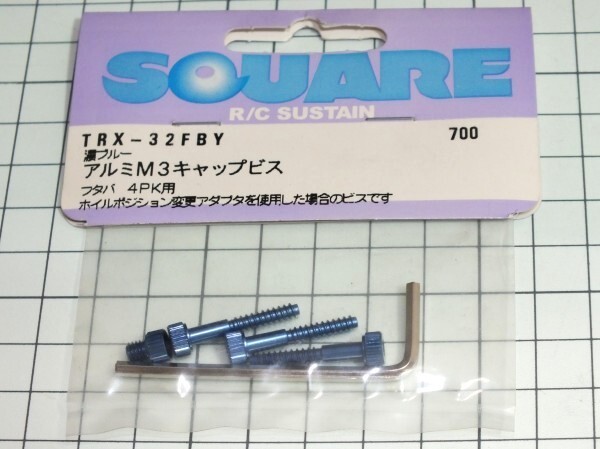 SQUARE
R/C SUSTAIN
TRX-32FBY 700
濃ブルー
アルミM3キャップビス
フタバ 4PK用
ホイルポジション変更アダプタを使用した場合のビスです